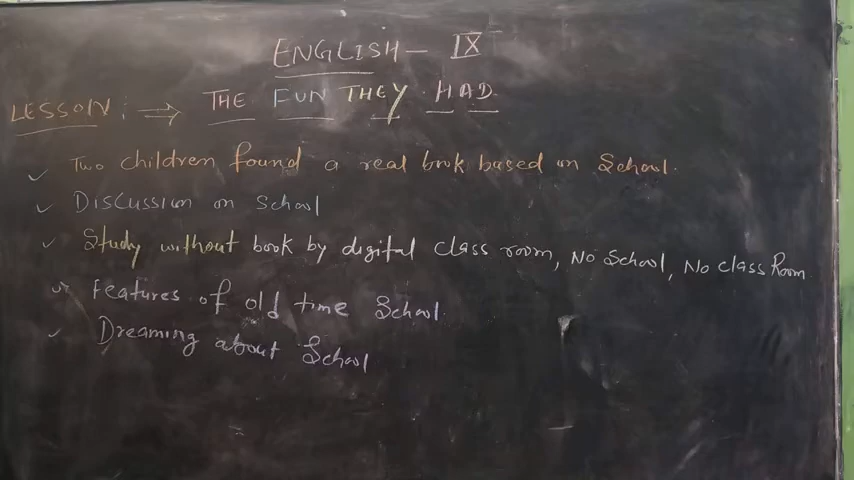 ENGLISH - IX
LESSON : ⇒ THE FUN THEY HAD.
✓ Two children found a real book based on School.
✓ Discussion on School
✓ Study without book by digital class room, No School, No class Room
✓ Features of old time School.
✓ Dreaming about School